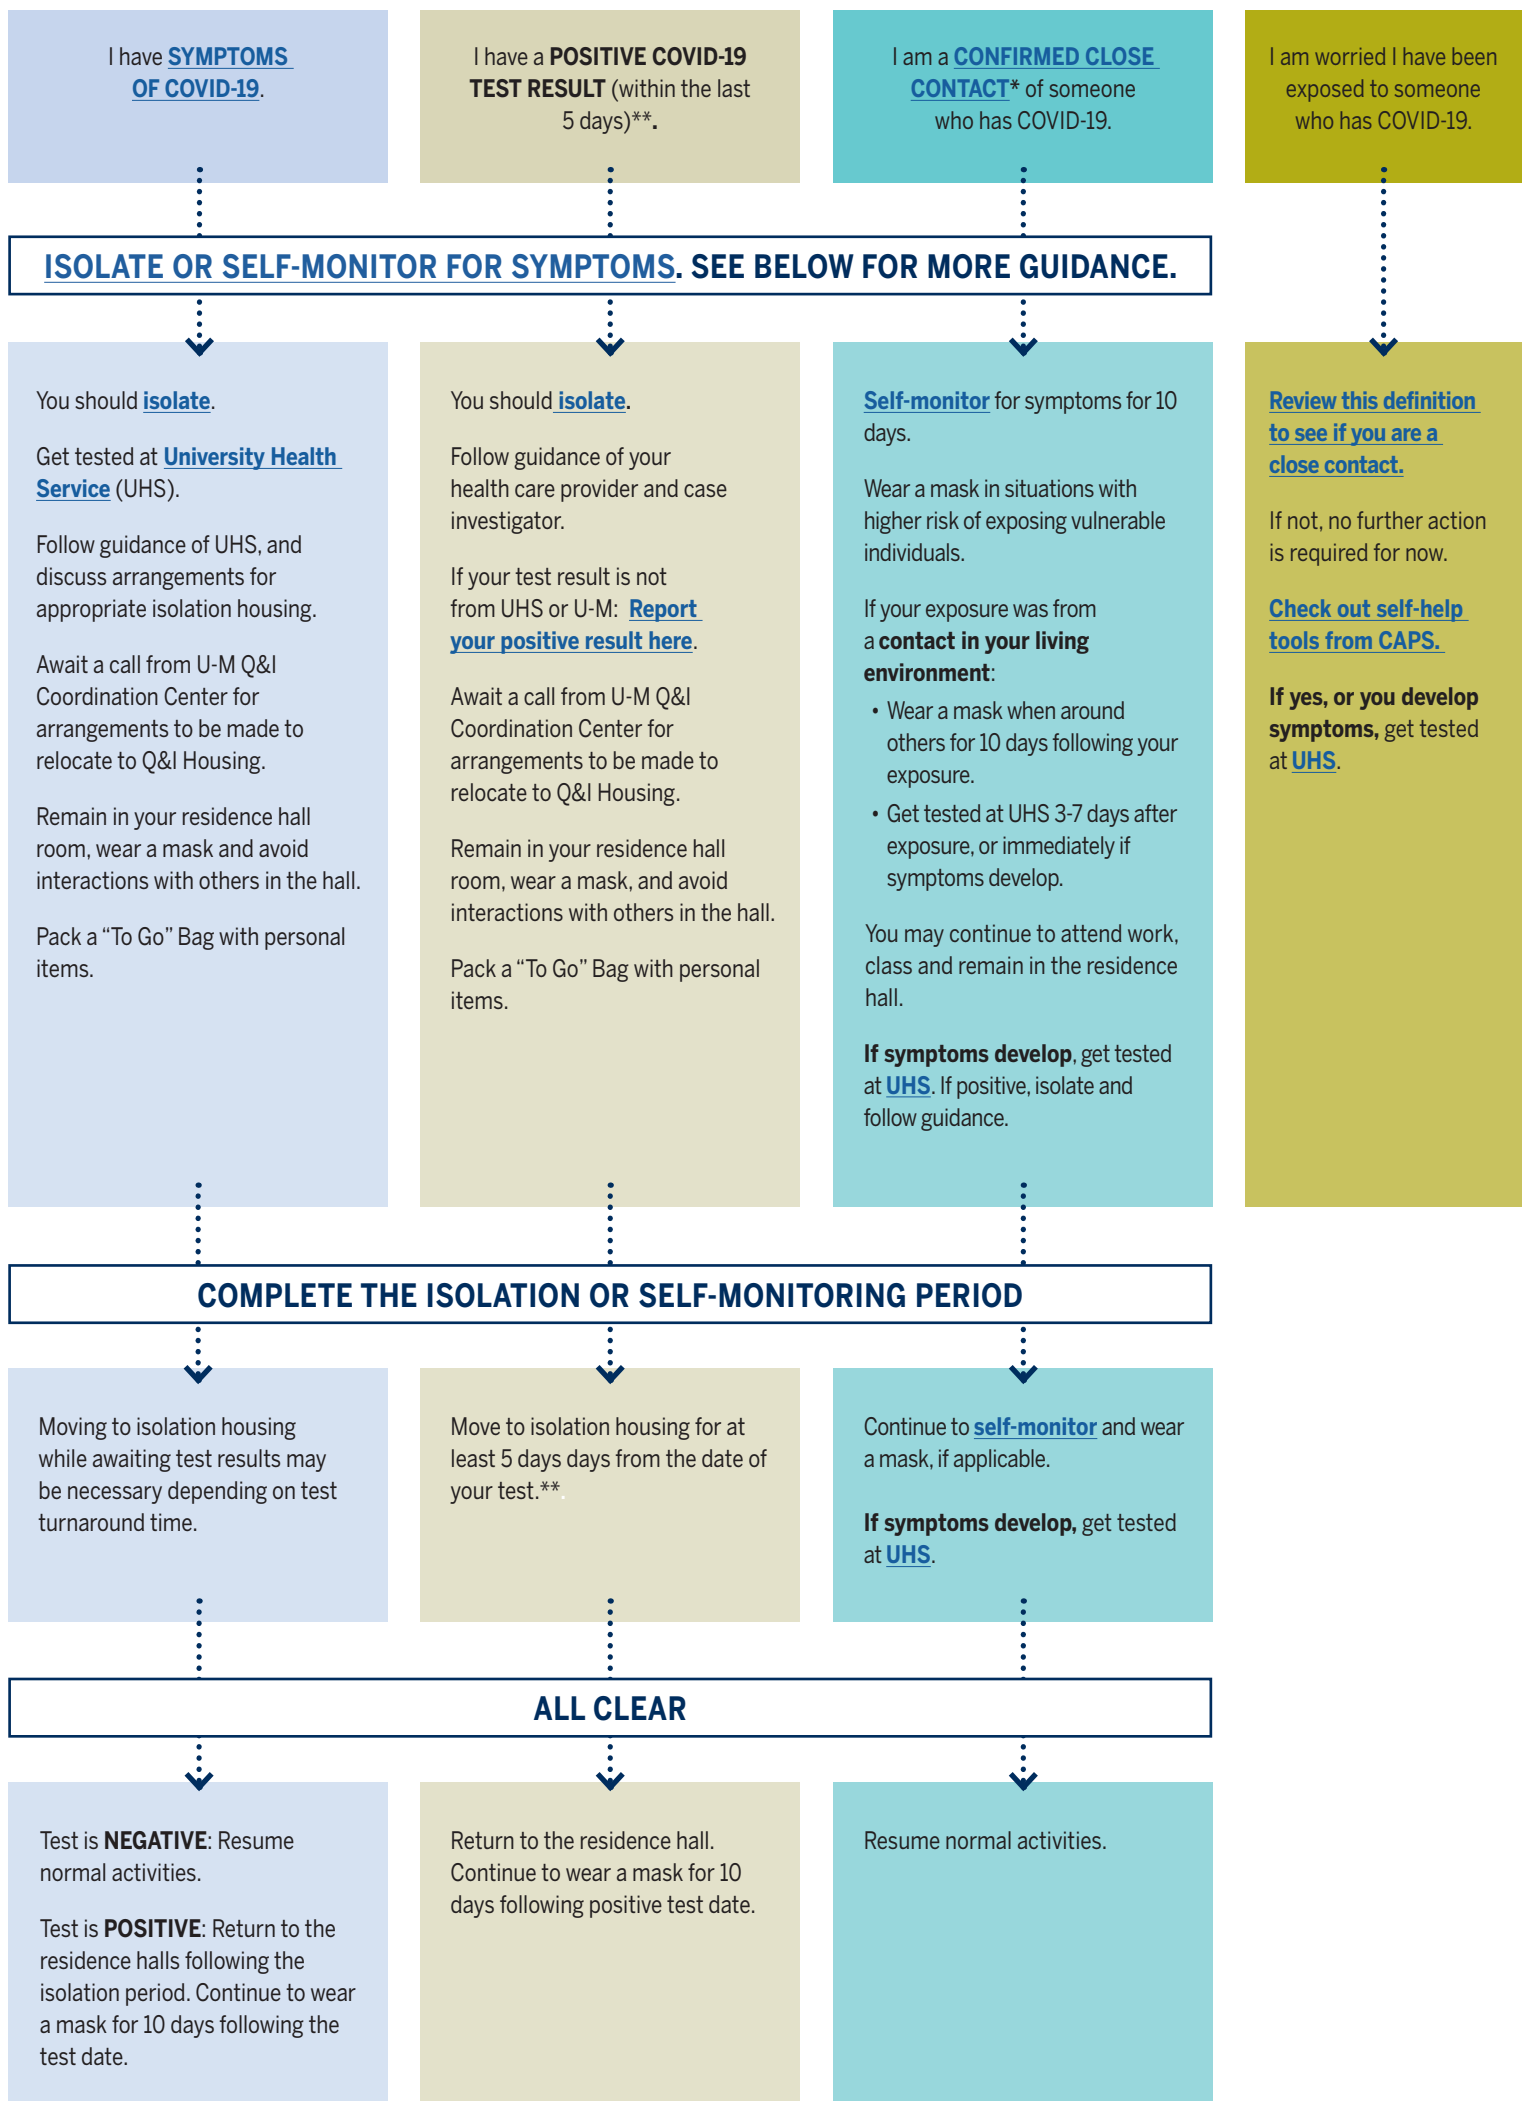 I have SYMPTOMS
OF COVID-19.
I have a POSITIVE COVID-19
TEST RESULT (within the last
5 days)**.
I am a CONFIRMED CLOSE
CONTACT* of someone
who has COVID-19.
I am worried I have been
exposed to someone
who has COVID-19.
ISOLATE OR SELF-MONITOR FOR SYMPTOMS. SEE BELOW FOR MORE GUIDANCE.
You should isolate.
Get tested at University Health
Service (UHS).
Follow guidance of UHS, and
discuss arrangements for
appropriate isolation housing.
Await a call from U-M Q&I
Coordination Center for
arrangements to be made to
relocate to Q&I Housing.
Remain in your residence hall
room, wear a mask and avoid
interactions with others in the hall.
Pack a “To Go” Bag with personal
items.
You should isolate.
Follow guidance of your
health care provider and case
investigator.
If your test result is not
from UHS or U-M: Report
your positive result here.
Await a call from U-M Q&I
Coordination Center for
arrangements to be made to
relocate to Q&I Housing.
Remain in your residence hall
room, wear a mask, and avoid
interactions with others in the hall.
Pack a “To Go” Bag with personal
items.
Self-monitor for symptoms for 10
days.
Wear a mask in situations with
higher risk of exposing vulnerable
individuals.
If your exposure was from
a contact in your living
environment:
• Wear a mask when around
others for 10 days following your
exposure.
• Get tested at UHS 3-7 days after
exposure, or immediately if
symptoms develop.
You may continue to attend work,
class and remain in the residence
hall.
If symptoms develop, get tested
at UHS. If positive, isolate and
follow guidance.
Review this definition
to see if you are a
close contact.
If not, no further action
is required for now.
Check out self-help
tools from CAPS.
If yes, or you develop
symptoms, get tested
at UHS.
COMPLETE THE ISOLATION OR SELF-MONITORING PERIOD
Moving to isolation housing
while awaiting test results may
be necessary depending on test
turnaround time.
Move to isolation housing for at
least 5 days days from the date of
your test.**.
Continue to self-monitor and wear
a mask, if applicable.
If symptoms develop, get tested
at UHS.
ALL CLEAR
Test is NEGATIVE: Resume
normal activities.
Test is POSITIVE: Return to the
residence halls following the
isolation period. Continue to wear
a mask for 10 days following the
test date.
Return to the residence hall.
Continue to wear a mask for 10
days following positive test date.
Resume normal activities.